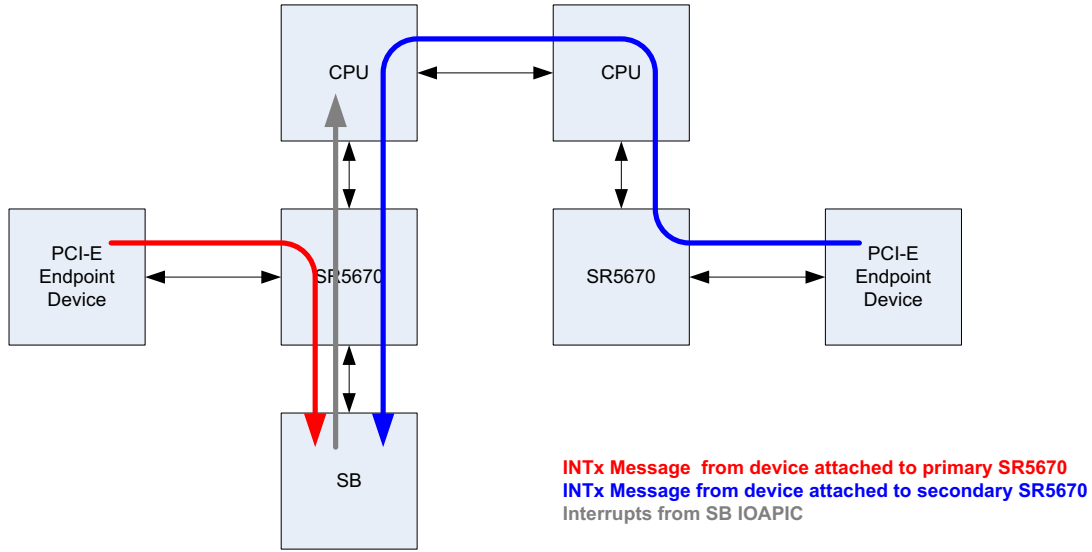 CPU
CPU
PCI-E
Endpoint
Device
SR5670
SR5670
PCI-E
Endpoint
Device
SB
INTx Message from device attached to primary SR5670
INTx Message from device attached to secondary SR5670
Interrupts from SB IOAPIC